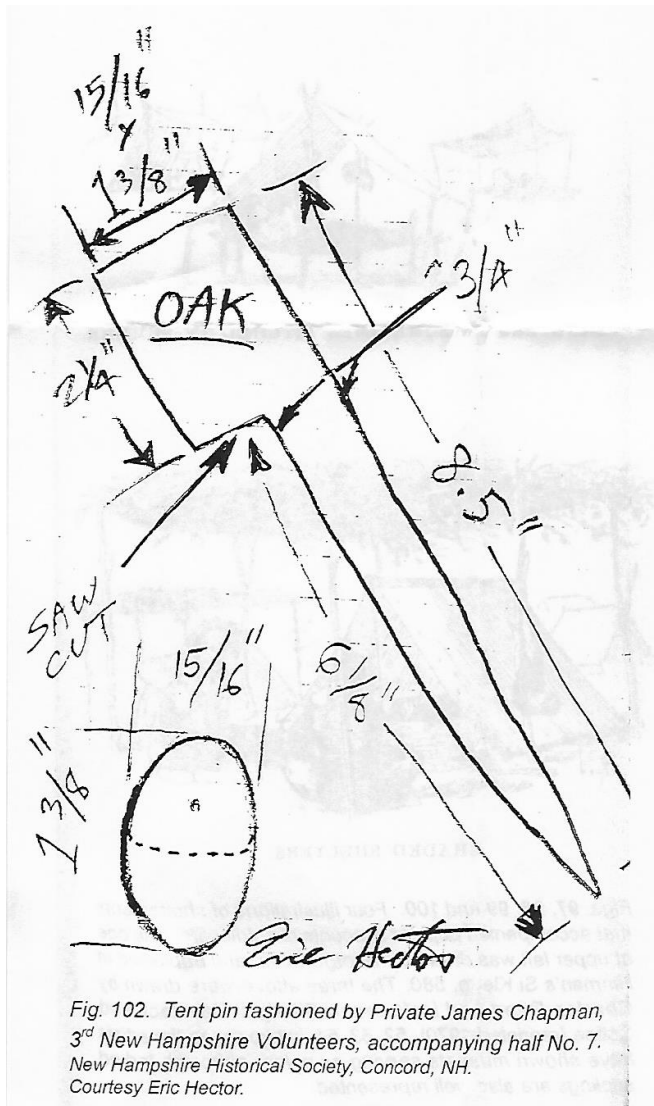 15/16"
x
1 3/8"
OAK
3/4"
2 1/4"
8.5"
SAW
CUT
15/16"
6 1/8"
1 3/8"
Eric Hector
Fig. 102. Tent pin fashioned by Private James Chapman,
3rd New Hampshire Volunteers, accompanying half No. 7.
New Hampshire Historical Society, Concord, NH.
Courtesy Eric Hector.